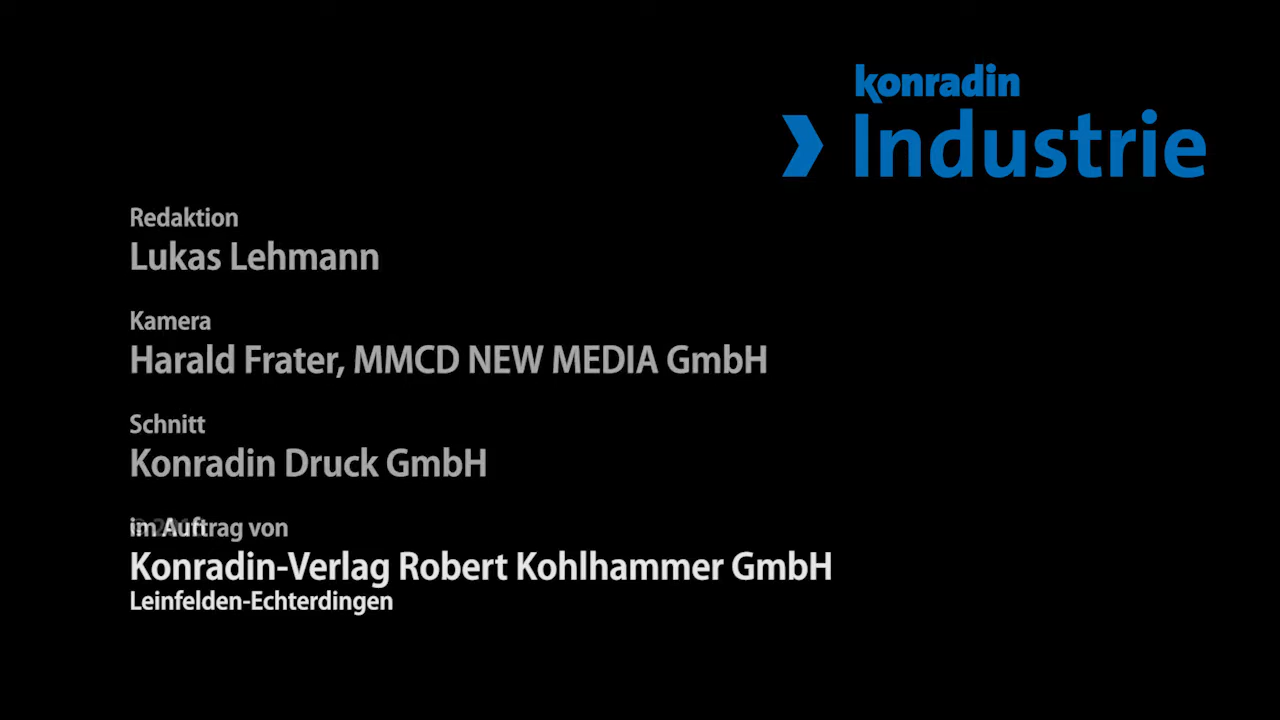 konradin
Industrie
Redaktion
Lukas Lehmann
Kamera
Harald Frater, MMCD NEW MEDIA GmbH
Schnitt
Konradin Druck GmbH
im Auftrag von
Konradin-Verlag Robert Kohlhammer GmbH
Leinfelden-Echterdingen